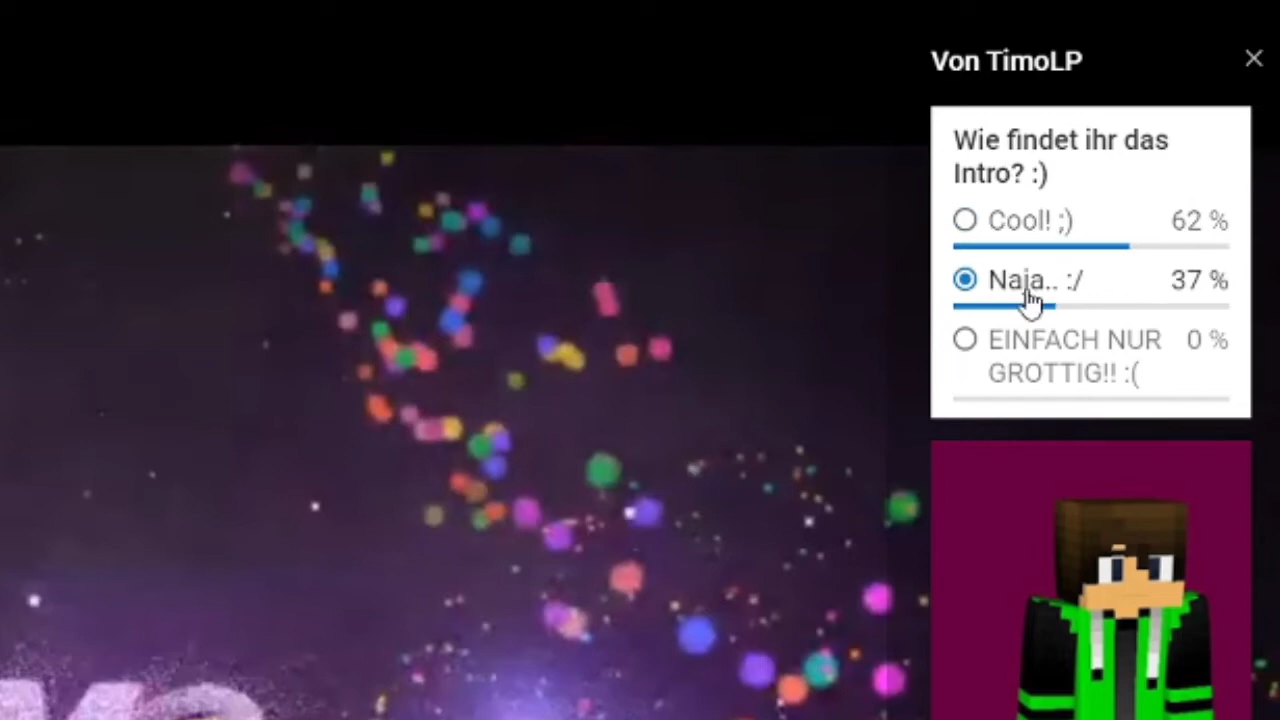 Von TimoLP
Wie findet ihr das
Intro? :)
Cool! ;) 62 %
Naja.. :/ 37 %
EINFACH NUR 0 %
GROTTIG!! :(